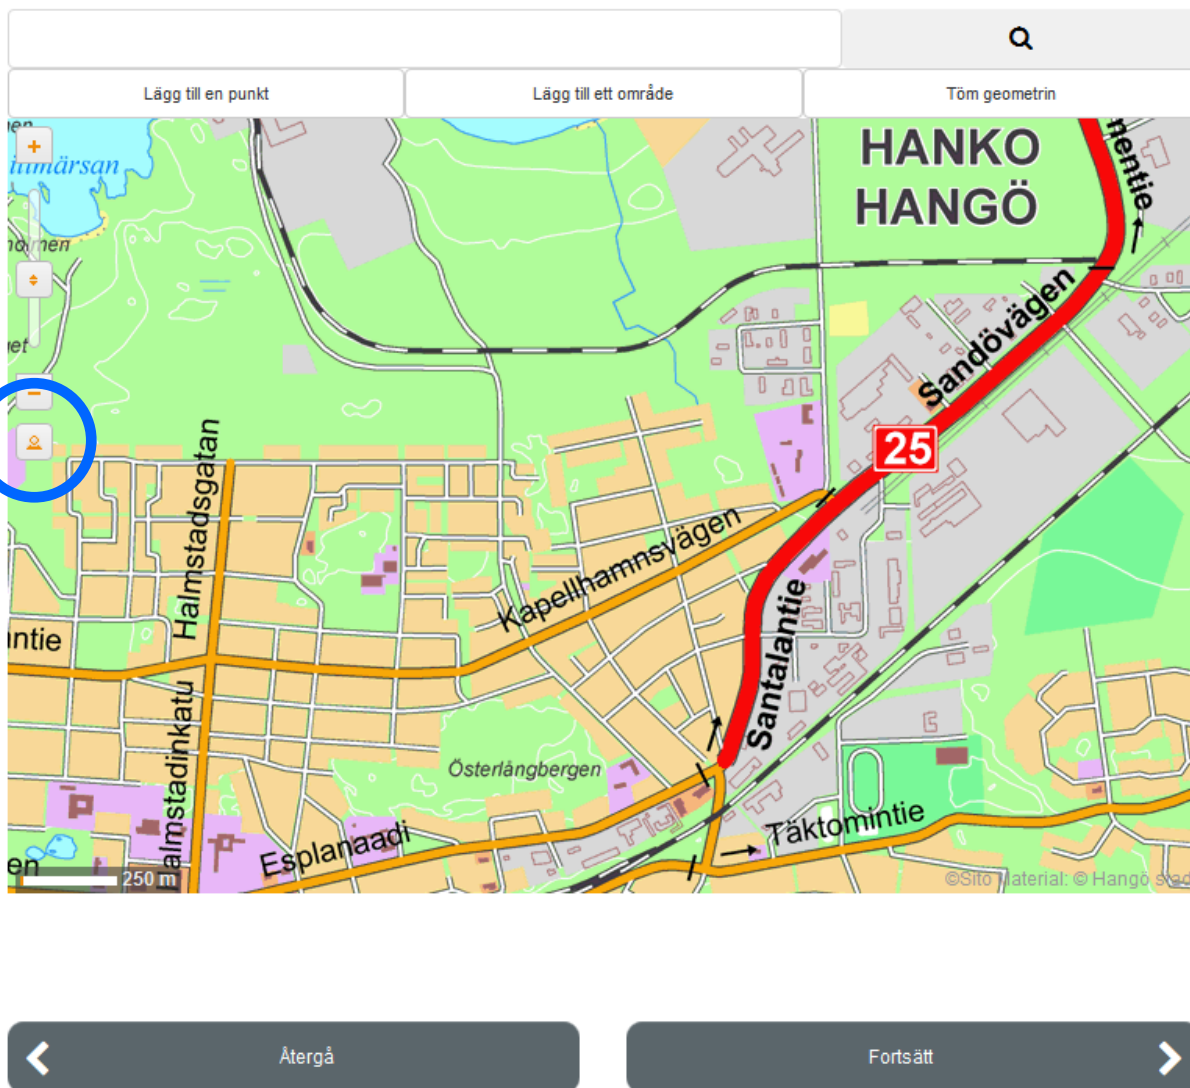 Lägg till en punkt
Lägg till ett område
Töm geometrin
HANKO
HANGÖ
Sandövägen
25
Halmstadsgatan
Kapellhamnsvägen
Santalantie
Österlångbergen
Täktomintie
Esplanaadi
250 m
©Sito Material: © Hangö
Återgå
Fortsätt